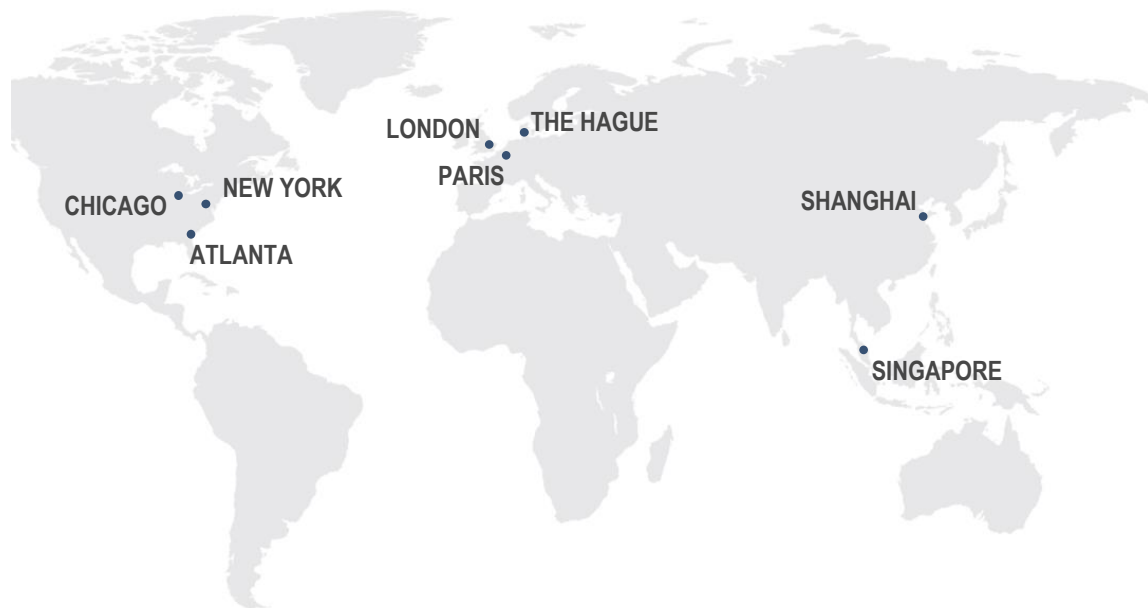 THE HAGUE
LONDON
PARIS
NEW YORK
CHICAGO
SHANGHAI
ATLANTA
SINGAPORE